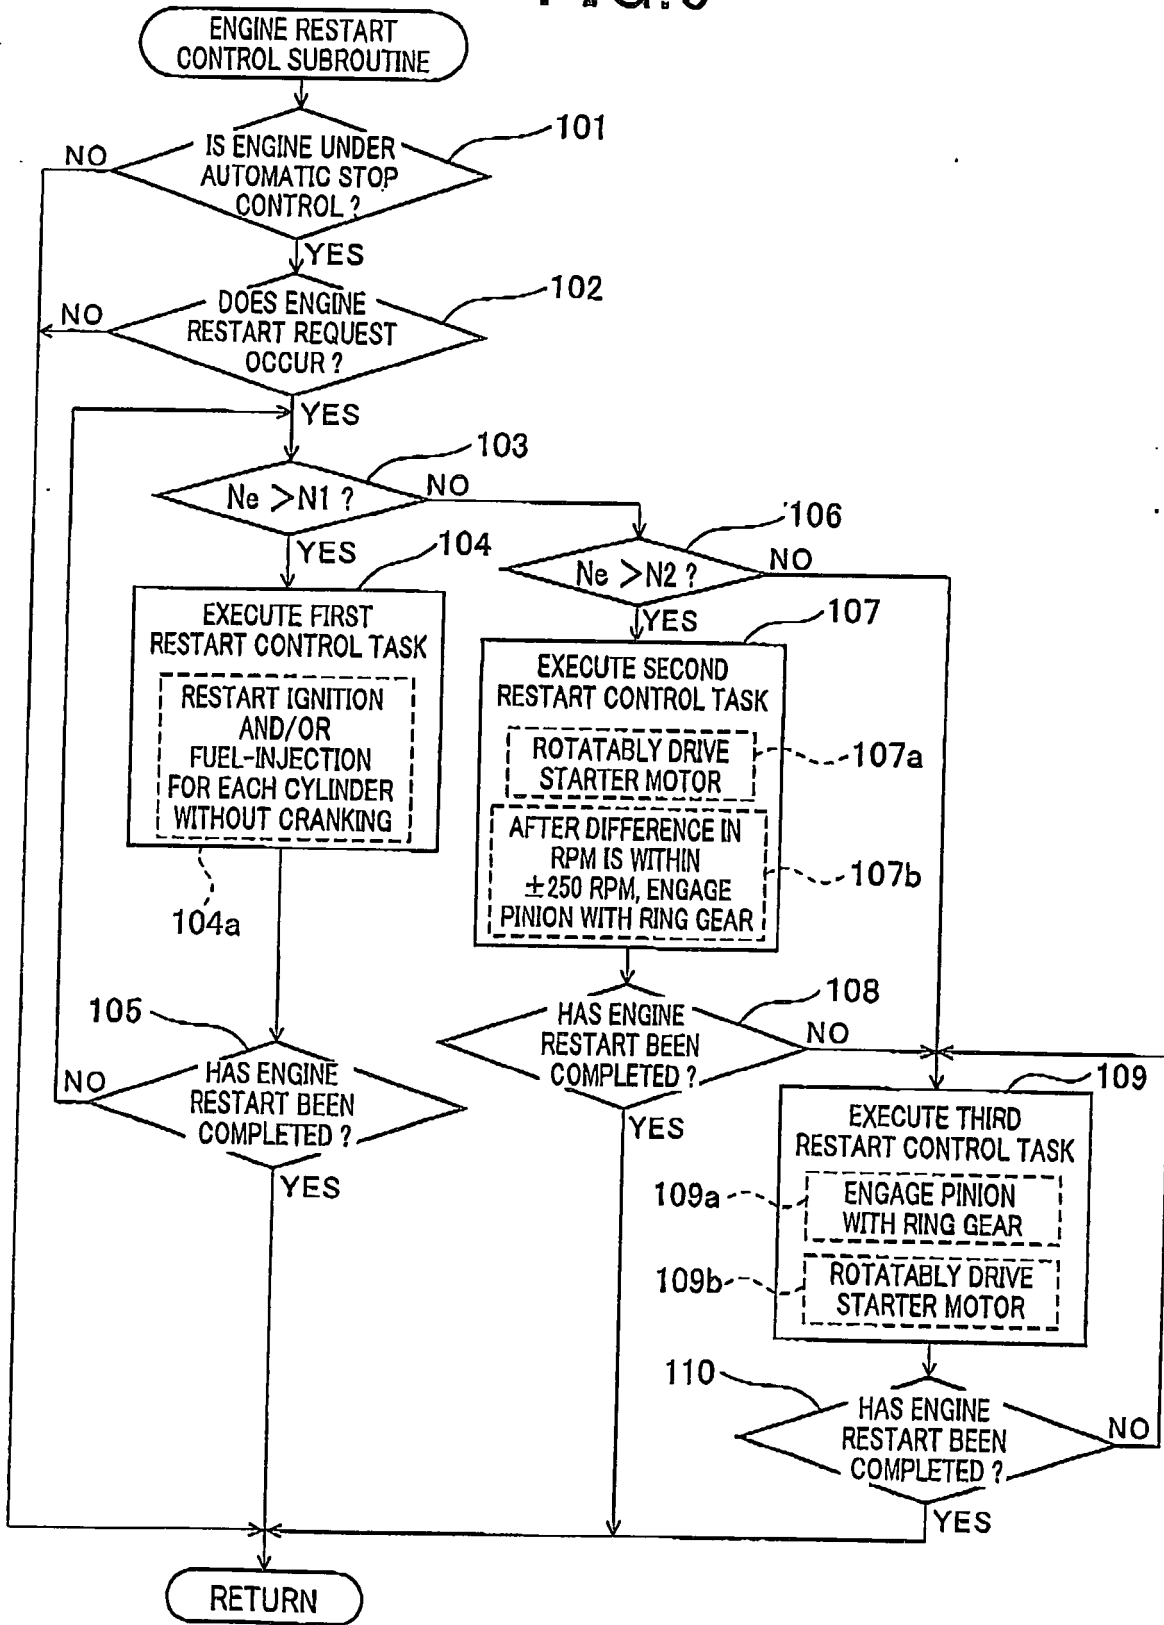 ENGINE RESTART
CONTROL SUBROUTINE
101
IS ENGINE UNDER
AUTOMATIC STOP
CONTROL ?
NO
YES
102
DOES ENGINE
RESTART REQUEST
OCCUR ?
NO
YES
103
Ne >N1 ?
NO
YES
104
EXECUTE FIRST
RESTART CONTROL TASK
RESTART IGNITION
AND/OR
FUEL-INJECTION
FOR EACH CYLINDER
WITHOUT CRANKING
104a
105
HAS ENGINE
RESTART BEEN
COMPLETED ?
NO
YES
106
Ne >N2 ?
NO
YES
107
EXECUTE SECOND
RESTART CONTROL TASK
ROTATABLY DRIVE
STARTER MOTOR
107a
AFTER DIFFERENCE IN
RPM IS WITHIN
±250 RPM, ENGAGE
PINION WITH RING GEAR
107b
108
HAS ENGINE
RESTART BEEN
COMPLETED ?
NO
YES
109
EXECUTE THIRD
RESTART CONTROL TASK
109a
ENGAGE PINION
WITH RING GEAR
109b
ROTATABLY DRIVE
STARTER MOTOR
110
HAS ENGINE
RESTART BEEN
COMPLETED ?
NO
YES
RETURN